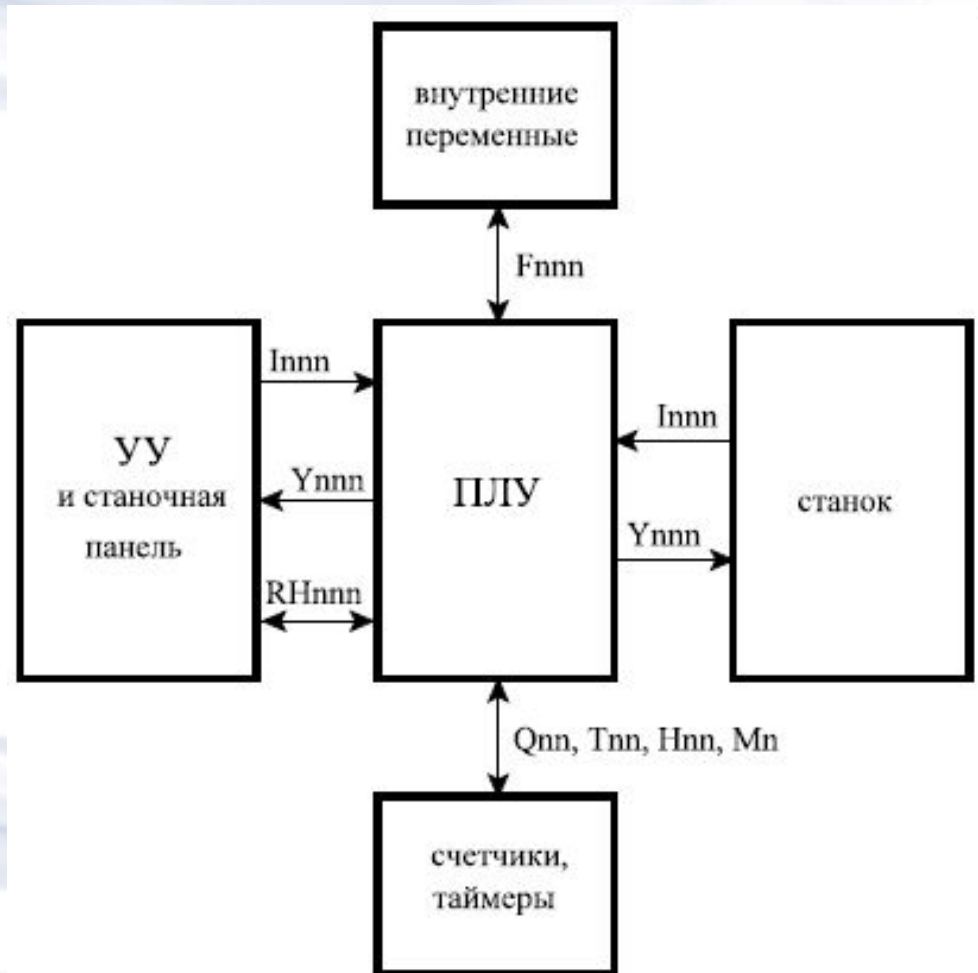 внутренние
переменные
Fnnn
Innn
УУ
и станочная
панель
Ynnn
RHnnn
ПЛУ
Innn
Ynnn
станок
Qnn, Tnn, Hnn, Mn
счетчики,
таймеры